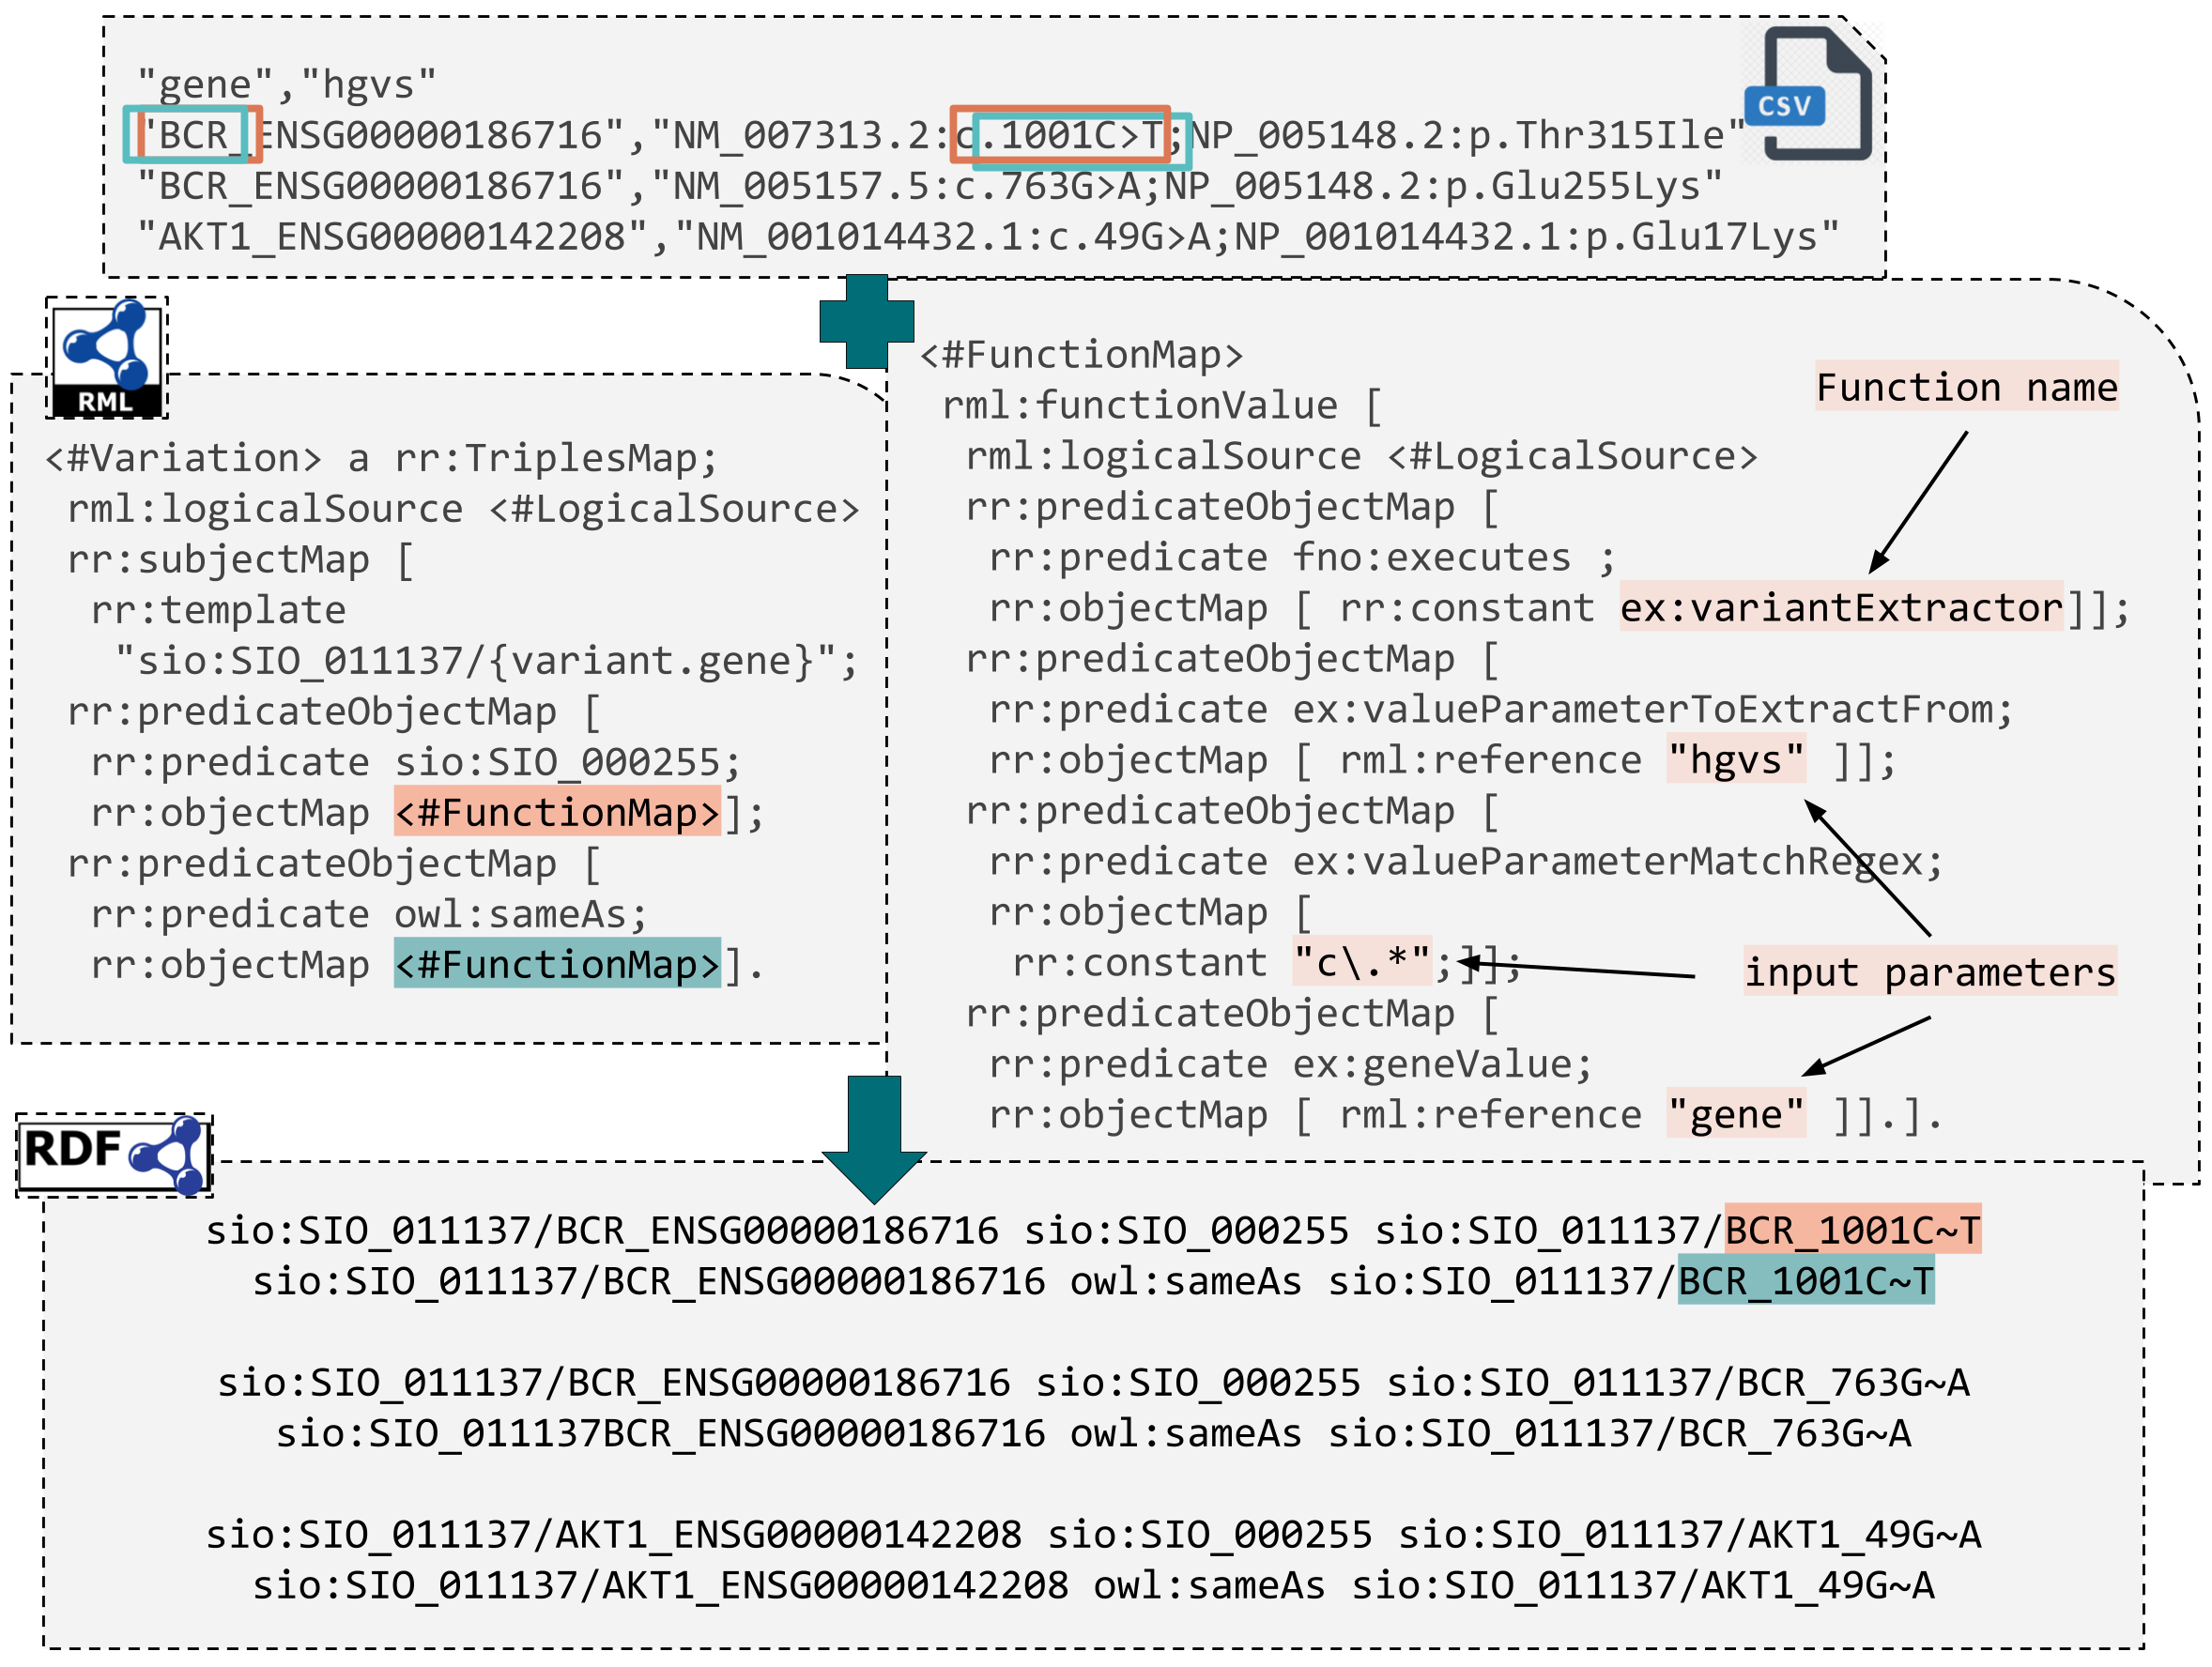 "gene","hgvs"
"BCR_ENSG00000186716","NM_007313.2:c.1001C>T;NP_005148.2:p.Thr315Ile"
"BCR_ENSG00000186716","NM_005157.5:c.763G>A;NP_005148.2:p.Glu255Lys"
"AKT1_ENSG00000142208","NM_001014432.1:c.49G>A;NP_001014432.1:p.Glu17Lys"
CSV
RML
<#Variation> a rr:TriplesMap;
rml:logicalSource <#LogicalSource>
rr:subjectMap [
rr:template
"sio:SIO_011137/{variant.gene}";
rr:predicateObjectMap [
rr:predicate sio:SIO_000255;
rr:objectMap <#FunctionMap>];
rr:predicateObjectMap [
rr:predicate owl:sameAs;
rr:objectMap <#FunctionMap>].
<#FunctionMap>
rml:functionValue [
rml:logicalSource <#LogicalSource>
rr:predicateObjectMap [
rr:predicate fno:executes ;
rr:objectMap [ rr:constant ex:variantExtractor]];
rr:predicateObjectMap [
rr:predicate ex:valueParameterToExtractFrom;
rr:objectMap [ rml:reference "hgvs" ]];
rr:predicateObjectMap [
rr:predicate ex:valueParameterMatchRegex;
rr:objectMap [
rr:constant "c\.*";]];
rr:predicateObjectMap [
rr:predicate ex:geneValue;
rr:objectMap [ rml:reference "gene" ]].].
Function name
input parameters
RDF
sio:SIO_011137/BCR_ENSG00000186716 sio:SIO_000255 sio:SIO_011137/BCR_1001C~T
sio:SIO_011137/BCR_ENSG00000186716 owl:sameAs sio:SIO_011137/BCR_1001C~T
sio:SIO_011137/BCR_ENSG00000186716 sio:SIO_000255 sio:SIO_011137/BCR_763G~A
sio:SIO_011137BCR_ENSG00000186716 owl:sameAs sio:SIO_011137/BCR_763G~A
sio:SIO_011137/AKT1_ENSG00000142208 sio:SIO_000255 sio:SIO_011137/AKT1_49G~A
sio:SIO_011137/AKT1_ENSG00000142208 owl:sameAs sio:SIO_011137/AKT1_49G~A